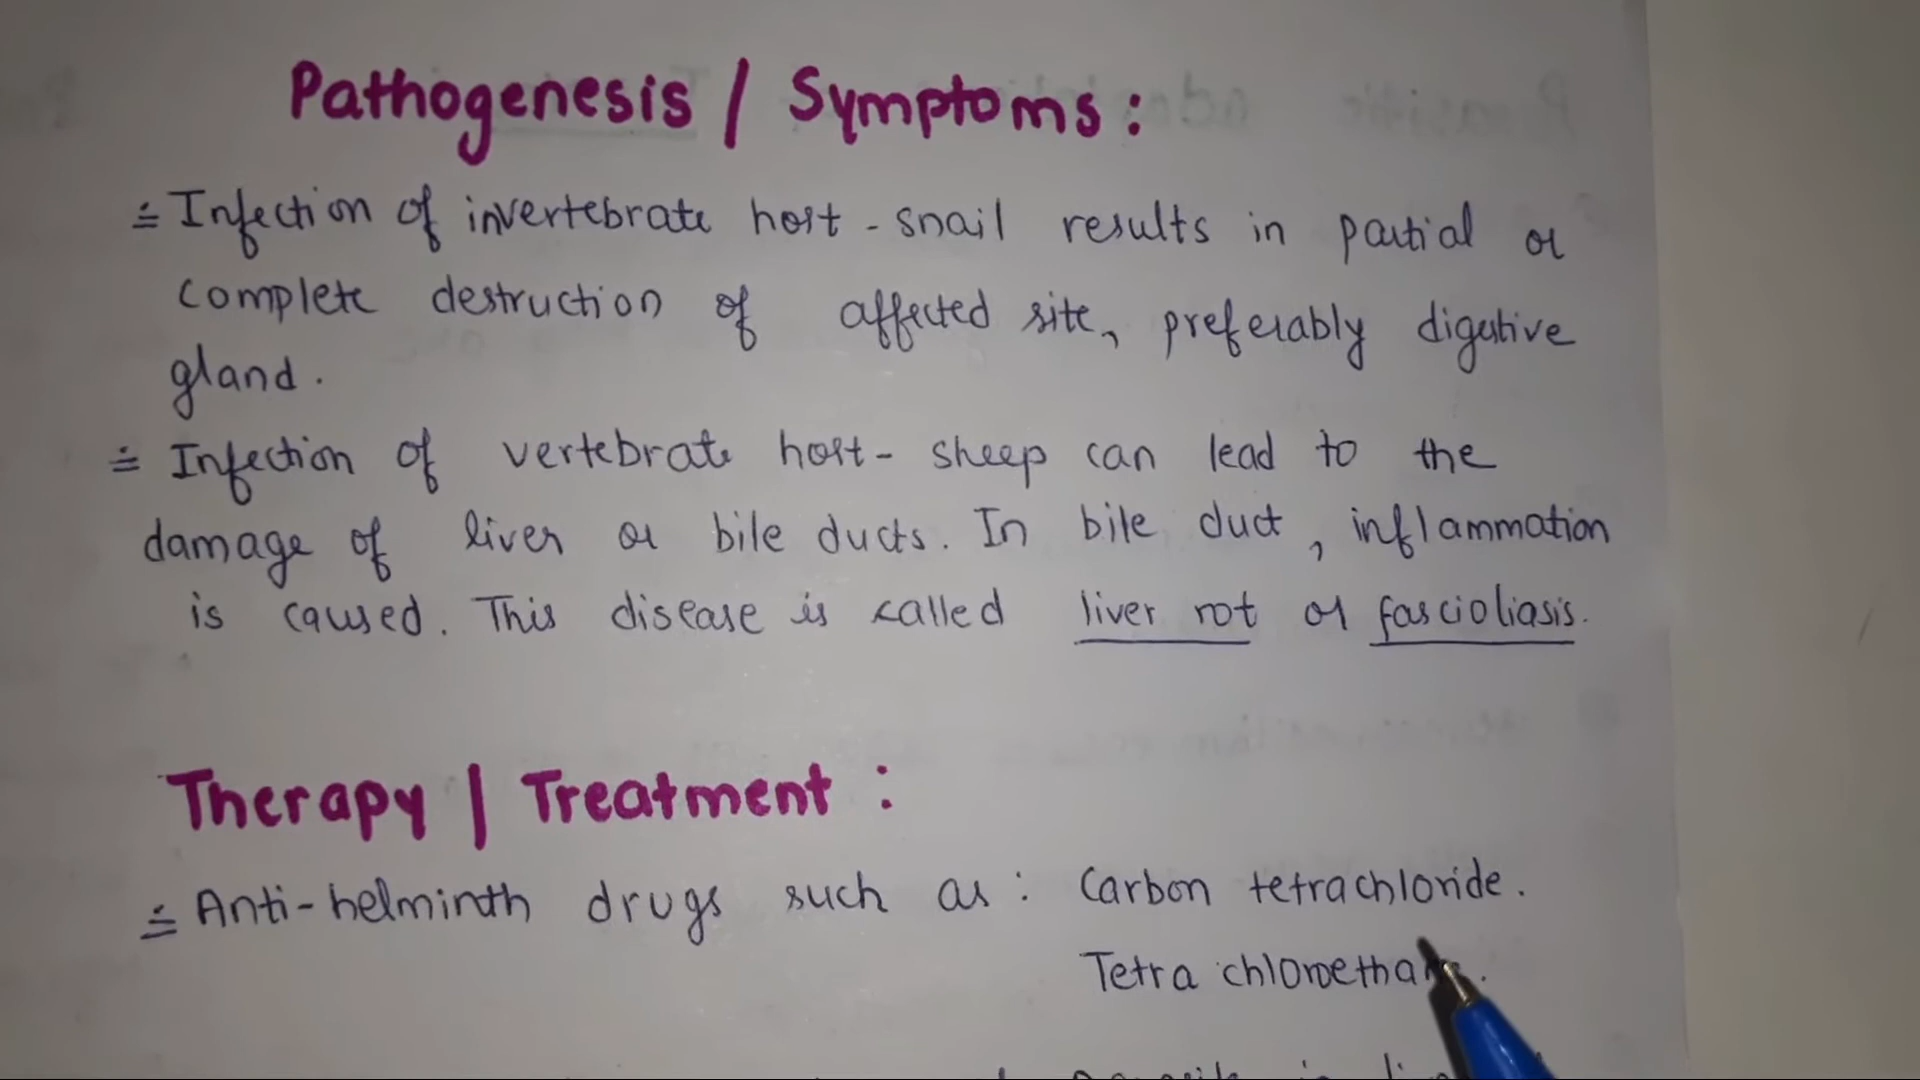 Pathogenesis / Symptoms:
Infection of invertebrate host - snail results in partial or
complete destruction of affected site, preferably digestive
gland.
Infection of vertebrate host - sheep can lead to the
damage of liver or bile ducts. In bile duct, inflammation
is caused. This disease is called liver rot or fascioliasis.
Therapy / Treatment :
Anti-helminth drugs such as : Carbon tetrachloride.
Tetra